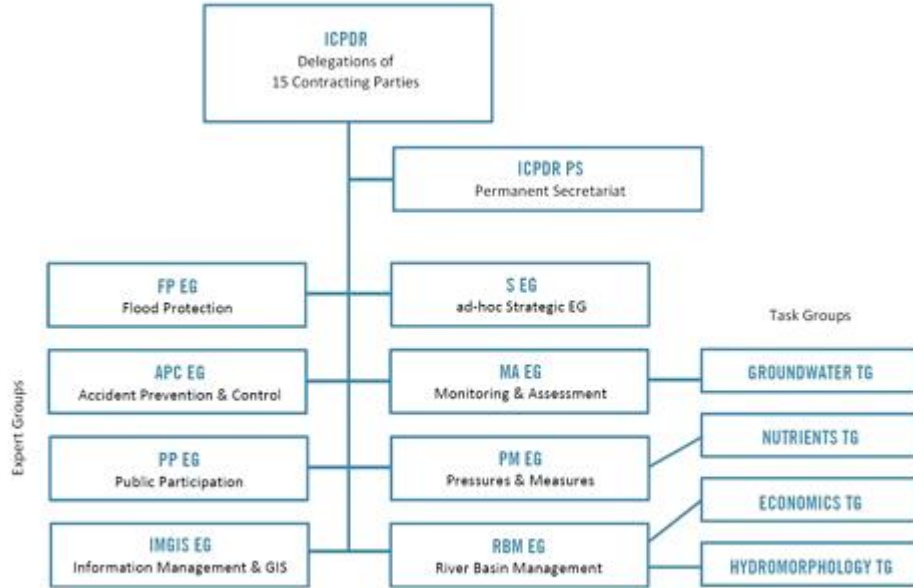 ICPDR
Delegations of
15 Contracting Parties
ICPDR PS
Permanent Secretariat
FP EG
Flood Protection
S EG
ad-hoc Strategic EG
Task Groups
APC EG
Accident Prevention & Control
MA EG
Monitoring & Assessment
GROUNDWATER TG
Expert Groups
PP EG
Public Participation
PM EG
Pressures & Measures
NUTRIENTS TG
ECONOMICS TG
IMGIS EG
Information Management & GIS
RBM EG
River Basin Management
HYDROMORPHOLOGY TG